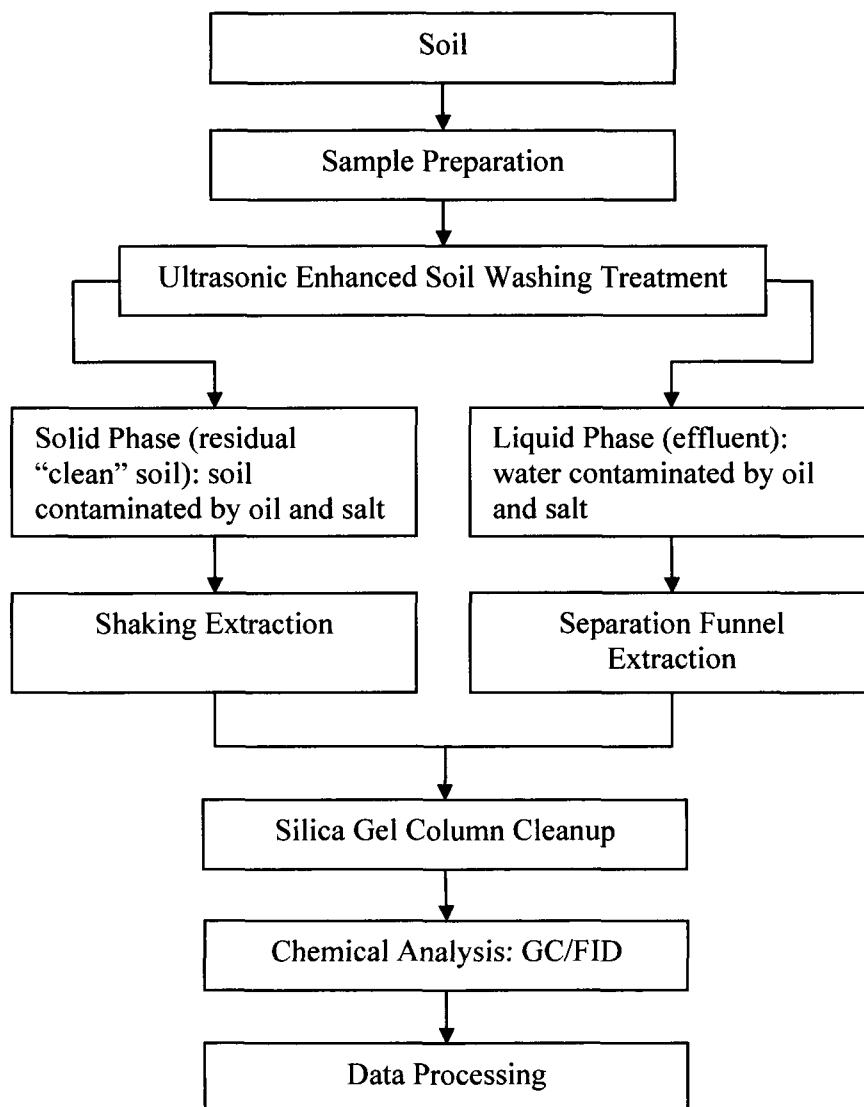 Soil
Sample Preparation
Ultrasonic Enhanced Soil Washing Treatment
Solid Phase (residual
“clean” soil): soil
contaminated by oil and salt
Liquid Phase (effluent):
water contaminated by oil
and salt
Shaking Extraction
Separation Funnel
Extraction
Silica Gel Column Cleanup
Chemical Analysis: GC/FID
Data Processing